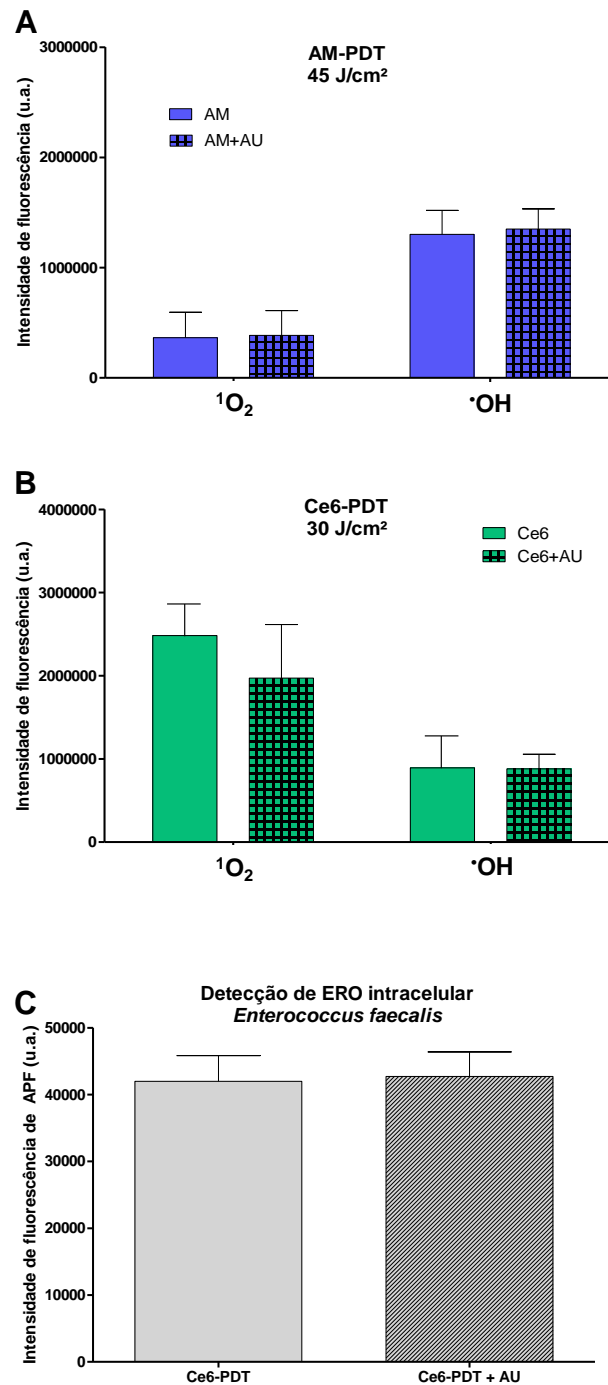 A
AM-PDT
45 J/cm²
AM
AM+AU
Intensidade de fluorescência (u.a.)
3000000
2000000
1000000
0
¹O₂
•OH
B
Ce6-PDT
30 J/cm²
Ce6
Ce6+AU
Intensidade de fluorescência (u.a.)
4000000
3000000
2000000
1000000
0
¹O₂
•OH
C
Detecção de ERO intracelular
Enterococcus faecalis
Intensidade de fluorescência de APF (u.a.)
50000
40000
30000
20000
10000
0
Ce6-PDT
Ce6-PDT + AU